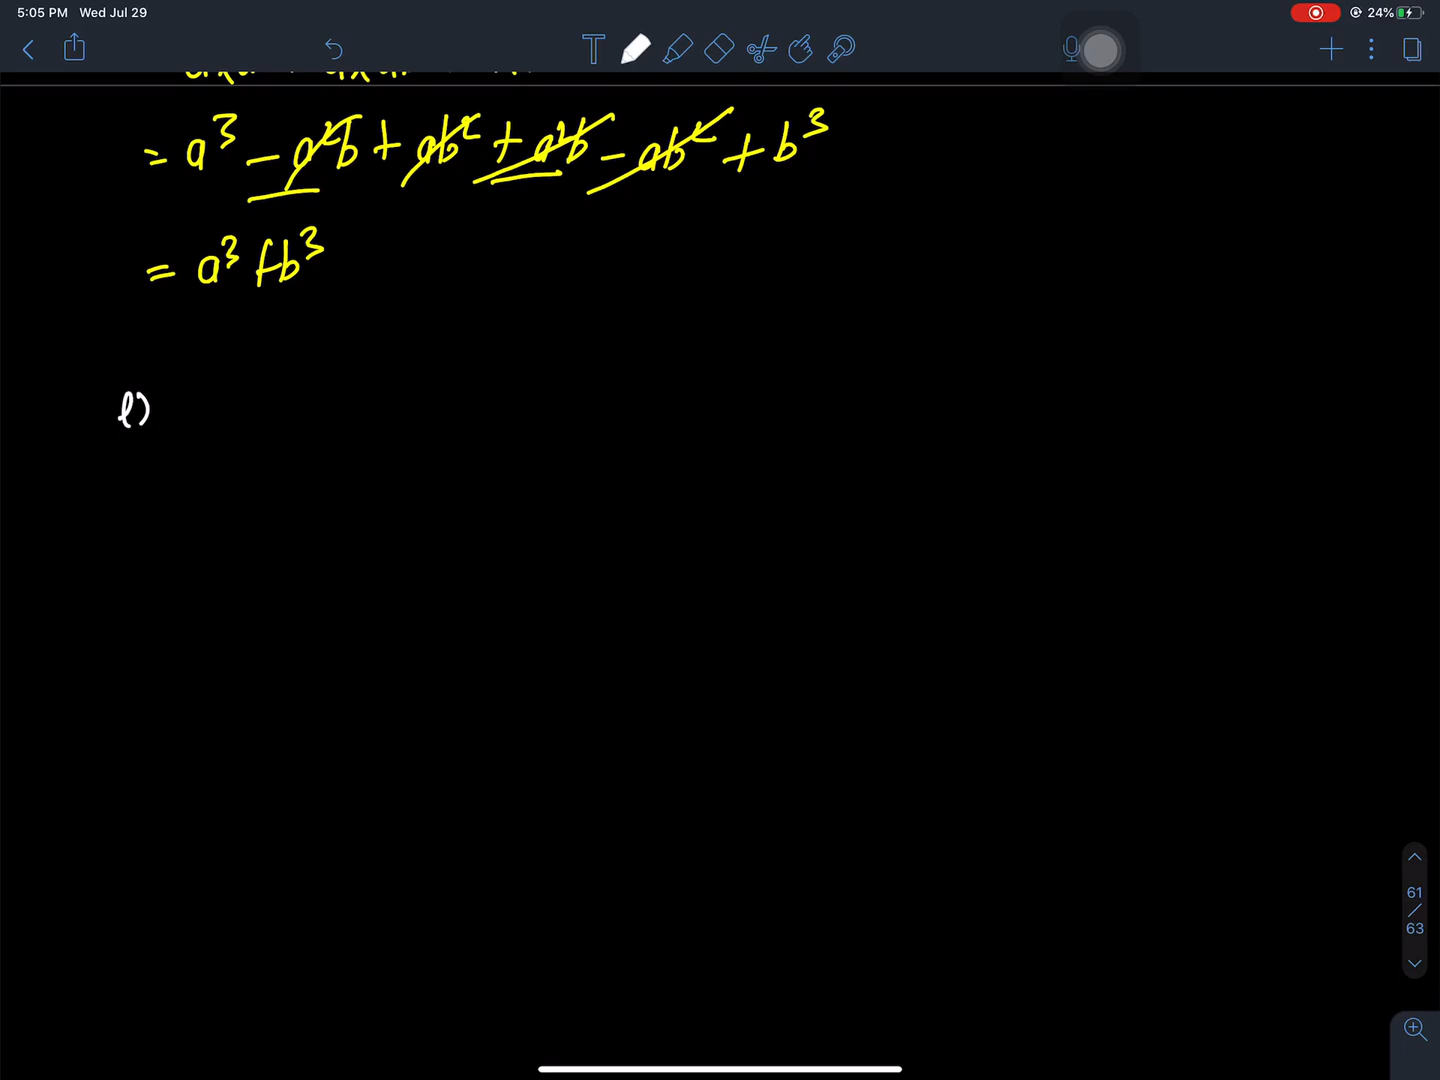 5:05 PM Wed Jul 29
24%
= a³ - a²b + ab² + a²b - ab² + b³
= a³ + b³
l)
61
/
63